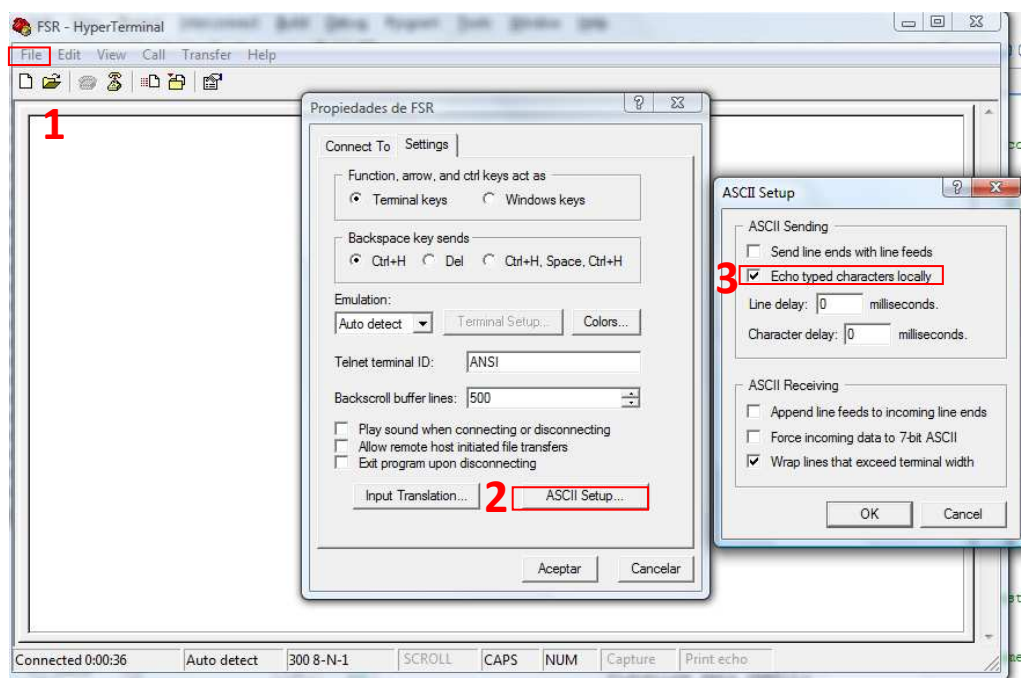 FSR - HyperTerminal
File Edit View Call Transfer Help
1
Propiedades de FSR
Connect To Settings
Function, arrow, and ctrl keys act as
Terminal keys Windows keys
Backspace key sends
Ctrl+H Del Ctrl+H, Space, Ctrl+H
Emulation:
Auto detect Terminal Setup... Colors...
Telnet terminal ID: ANSI
Backscroll buffer lines: 500
Play sound when connecting or disconnecting
Allow remote host initiated file transfers
Exit program upon disconnecting
Input Translation... 2 ASCII Setup...
Aceptar Cancelar
ASCII Setup
ASCII Sending
Send line ends with line feeds
3 Echo typed characters locally
Line delay: 0 milliseconds.
Character delay: 0 milliseconds.
ASCII Receiving
Append line feeds to incoming line ends
Force incoming data to 7-bit ASCII
Wrap lines that exceed terminal width
OK Cancel
Connected 0:00:36 Auto detect 300 8-N-1 SCROLL CAPS NUM Capture Print echo